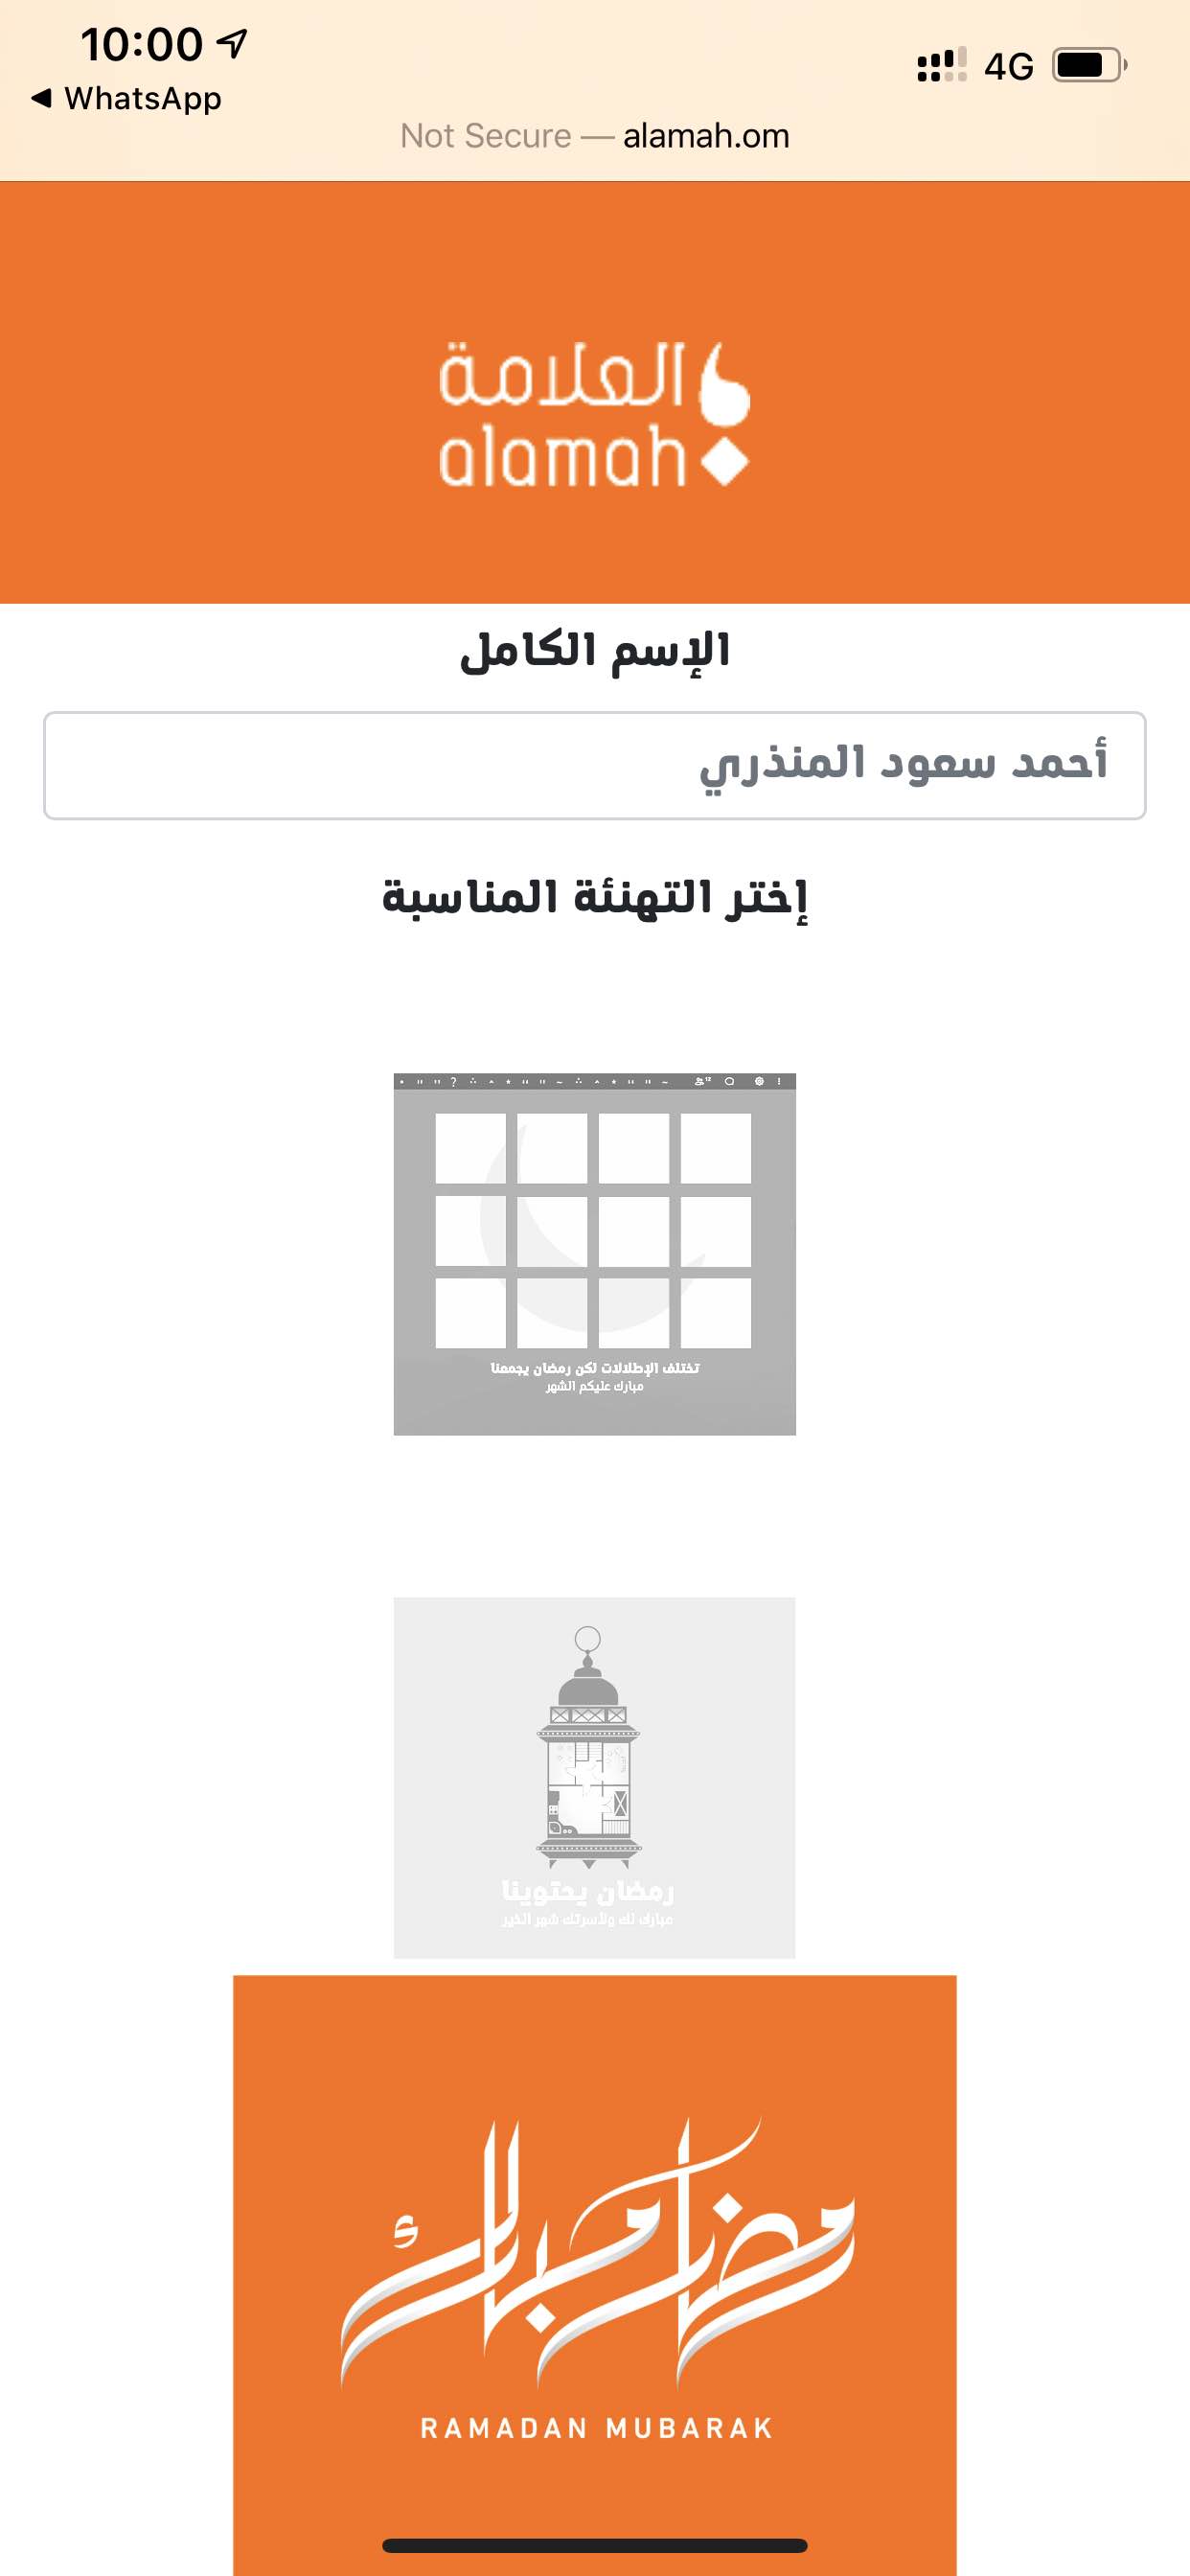 10:00
4G
WhatsApp
Not Secure — alamah.om
العلامة
alamah
الإسم الكامل
أحمد سعود المنذري
إختر التهنئة المناسبة
تختلف الإطلالات لكن رمضان يجمعنا
مبارك عليكم الشهر
رمضان يحتوينا
مبارك لك ولأسرتك شهر الخير
رمضان مبارك
RAMADAN MUBARAK